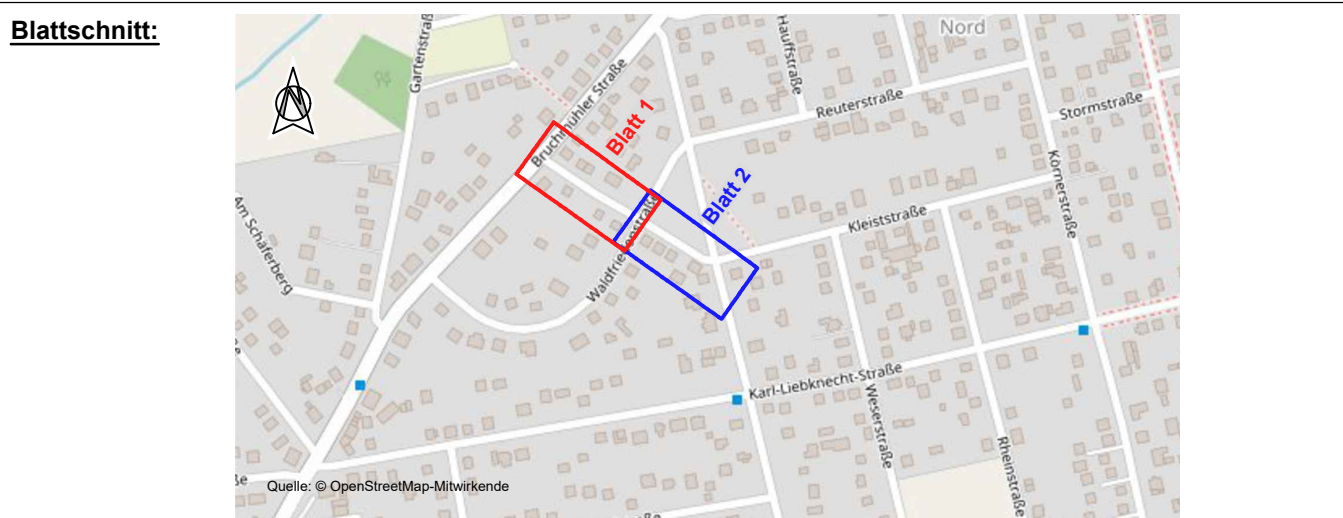 Blattschnitt:
Nord
Gartenstraß
Hauffstraße
Bruchmühler Straße
Reuterstraße
Stormstraße
Blatt 1
Körnerstraße
Blatt 2
Am Schäferberg
Kleiststraße
Waldfriedenstraße
Karl-Liebknecht-Straße
Weserstraße
Rheinstraße
Quelle: © OpenStreetMap-Mitwirkende